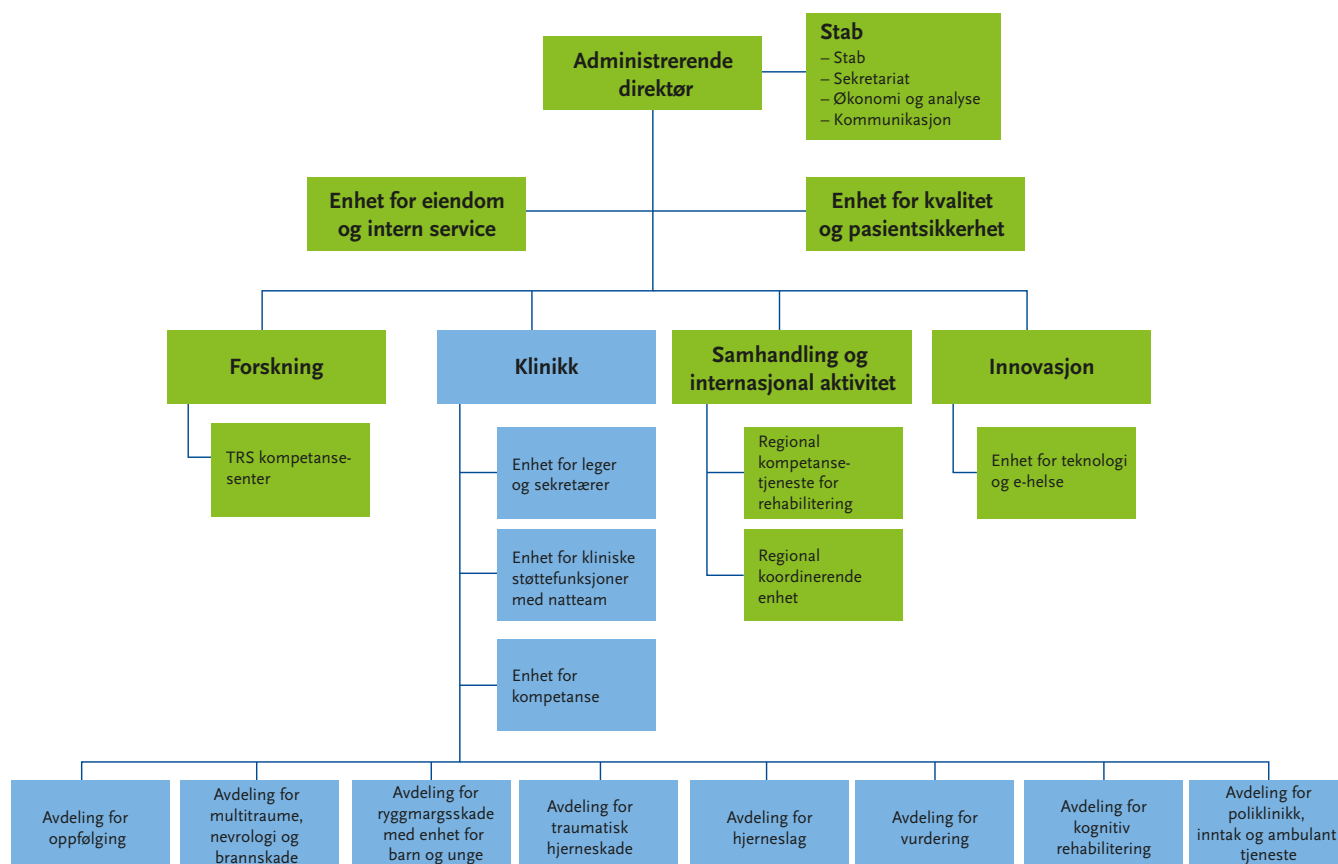 Administrerende
direktør
Stab
– Stab
– Sekretariat
– Økonomi og analyse
– Kommunikasjon
Enhet for eiendom
og intern service
Enhet for kvalitet
og pasientsikkerhet
Forskning
Klinikk
Samhandling og
internasjonal aktivitet
Innovasjon
TRS kompetanse-
senter
Enhet for leger
og sekretærer
Enhet for kliniske
støttefunksjoner
med natteam
Enhet for
kompetanse
Regional
kompetanse-
tjeneste for
rehabilitering
Regional
koordinerende
enhet
Enhet for teknologi
og e-helse
Avdeling for
oppfølging
Avdeling for
multitraume,
nevrologi og
brannskade
Avdeling for
ryggmargsskade
med enhet for
barn og unge
Avdeling for
traumatisk
hjerneskade
Avdeling for
hjerneslag
Avdeling for
vurdering
Avdeling for
kognitiv
rehabilitering
Avdeling for
poliklinikk,
inntak og ambulant
tjeneste